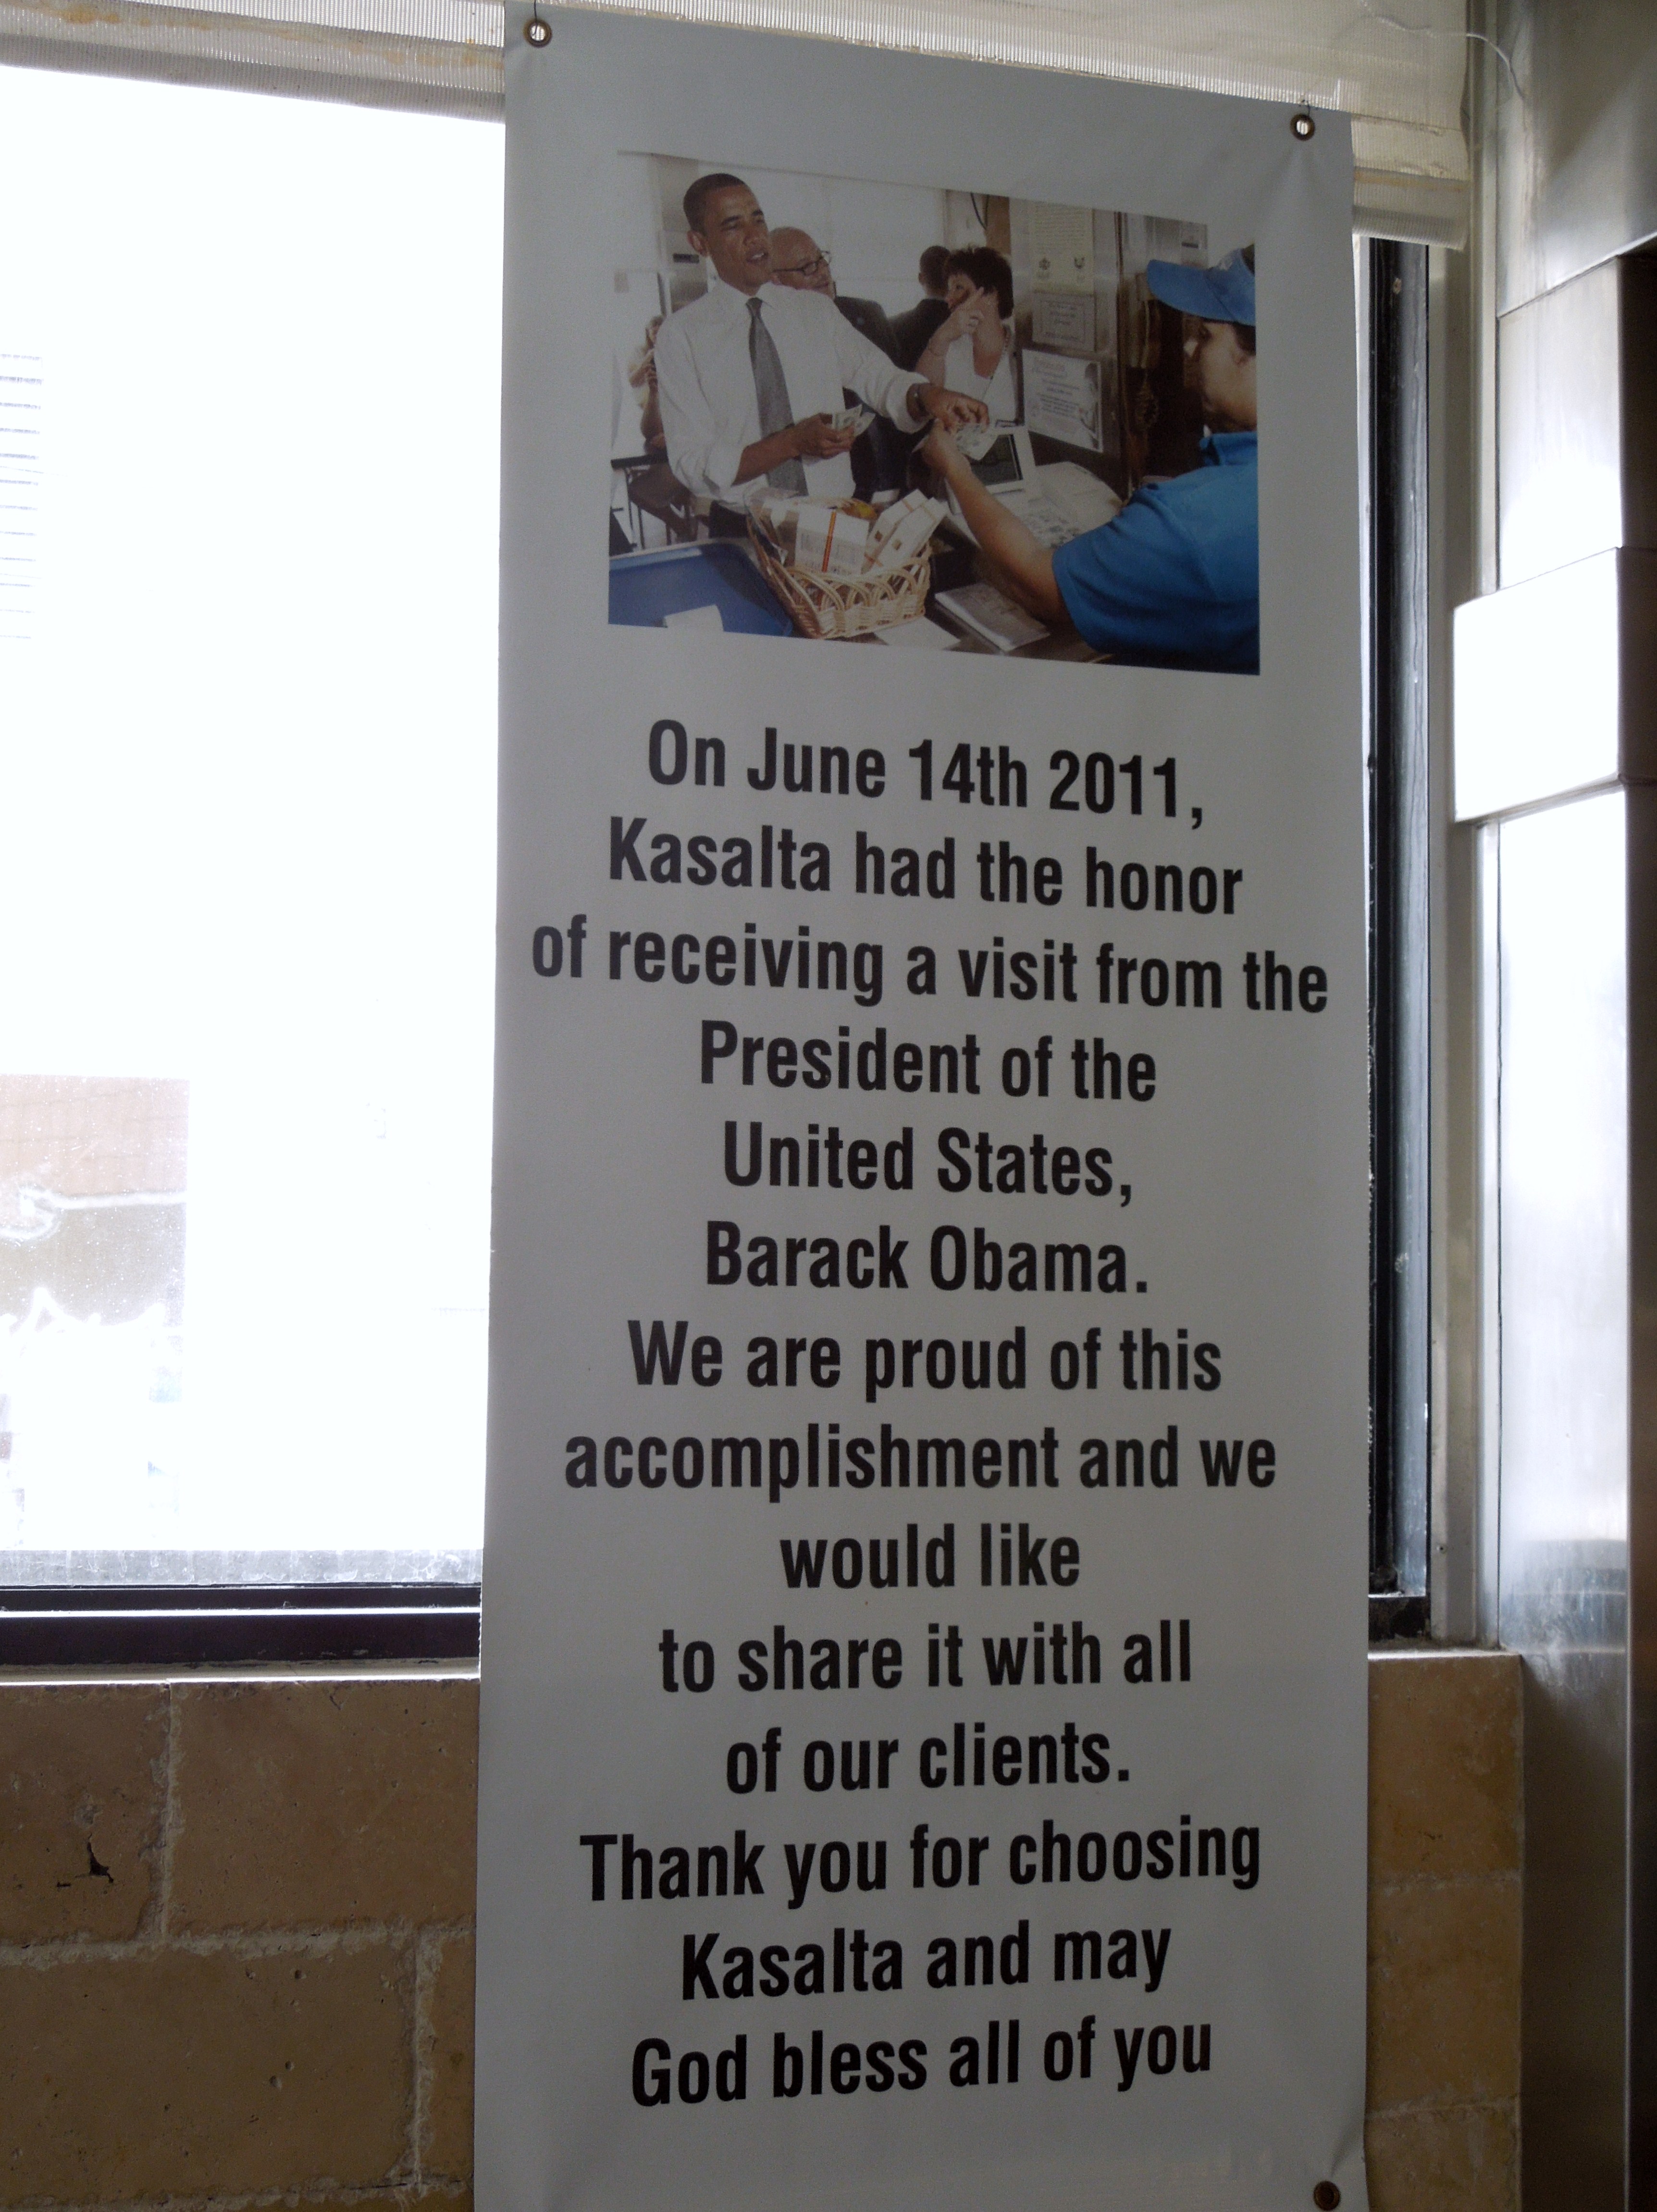 On June 14th 2011,
Kasalta had the honor
of receiving a visit from the
President of the
United States,
Barack Obama.
We are proud of this
accomplishment and we
would like
to share it with all
of our clients.
Thank you for choosing
Kasalta and may
God bless all of you